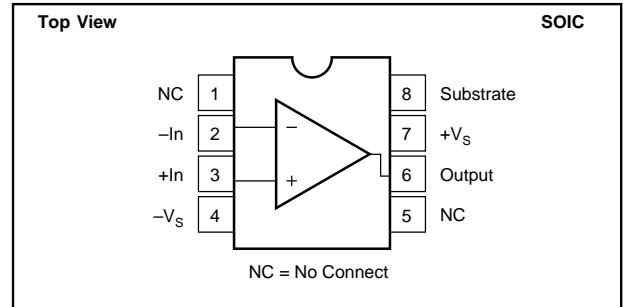 Top View SOIC
NC 1 8 Substrate
–In 2 – 7 +VS
+In 3 + 6 Output
–VS 4 5 NC
NC = No Connect